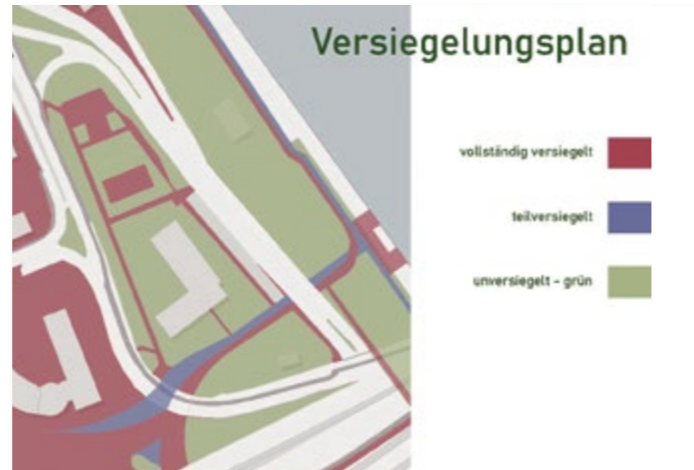 Versiegelungsplan
vollständig versiegelt
teilversiegelt
unversiegelt - grün